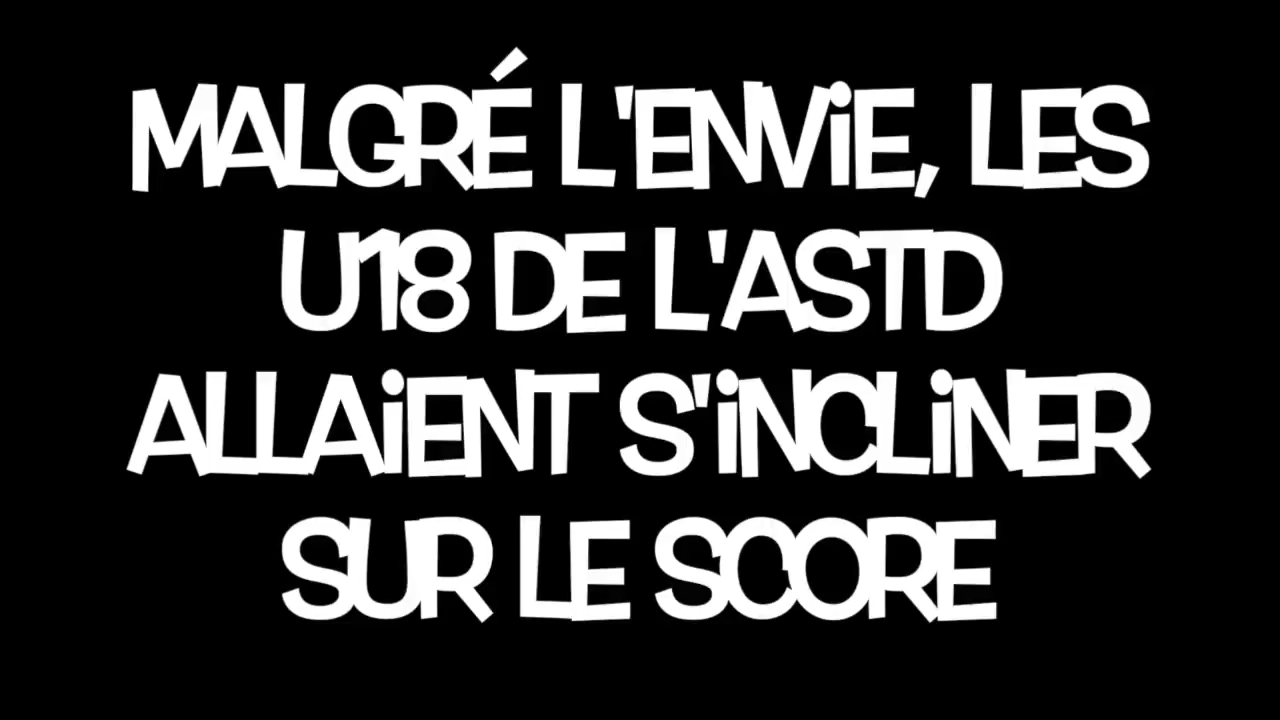 MALGRÉ L'ENViE, LES
U18 DE L'ASTD
ALLAiENT S'iNCLiNER
SUR LE SCORE